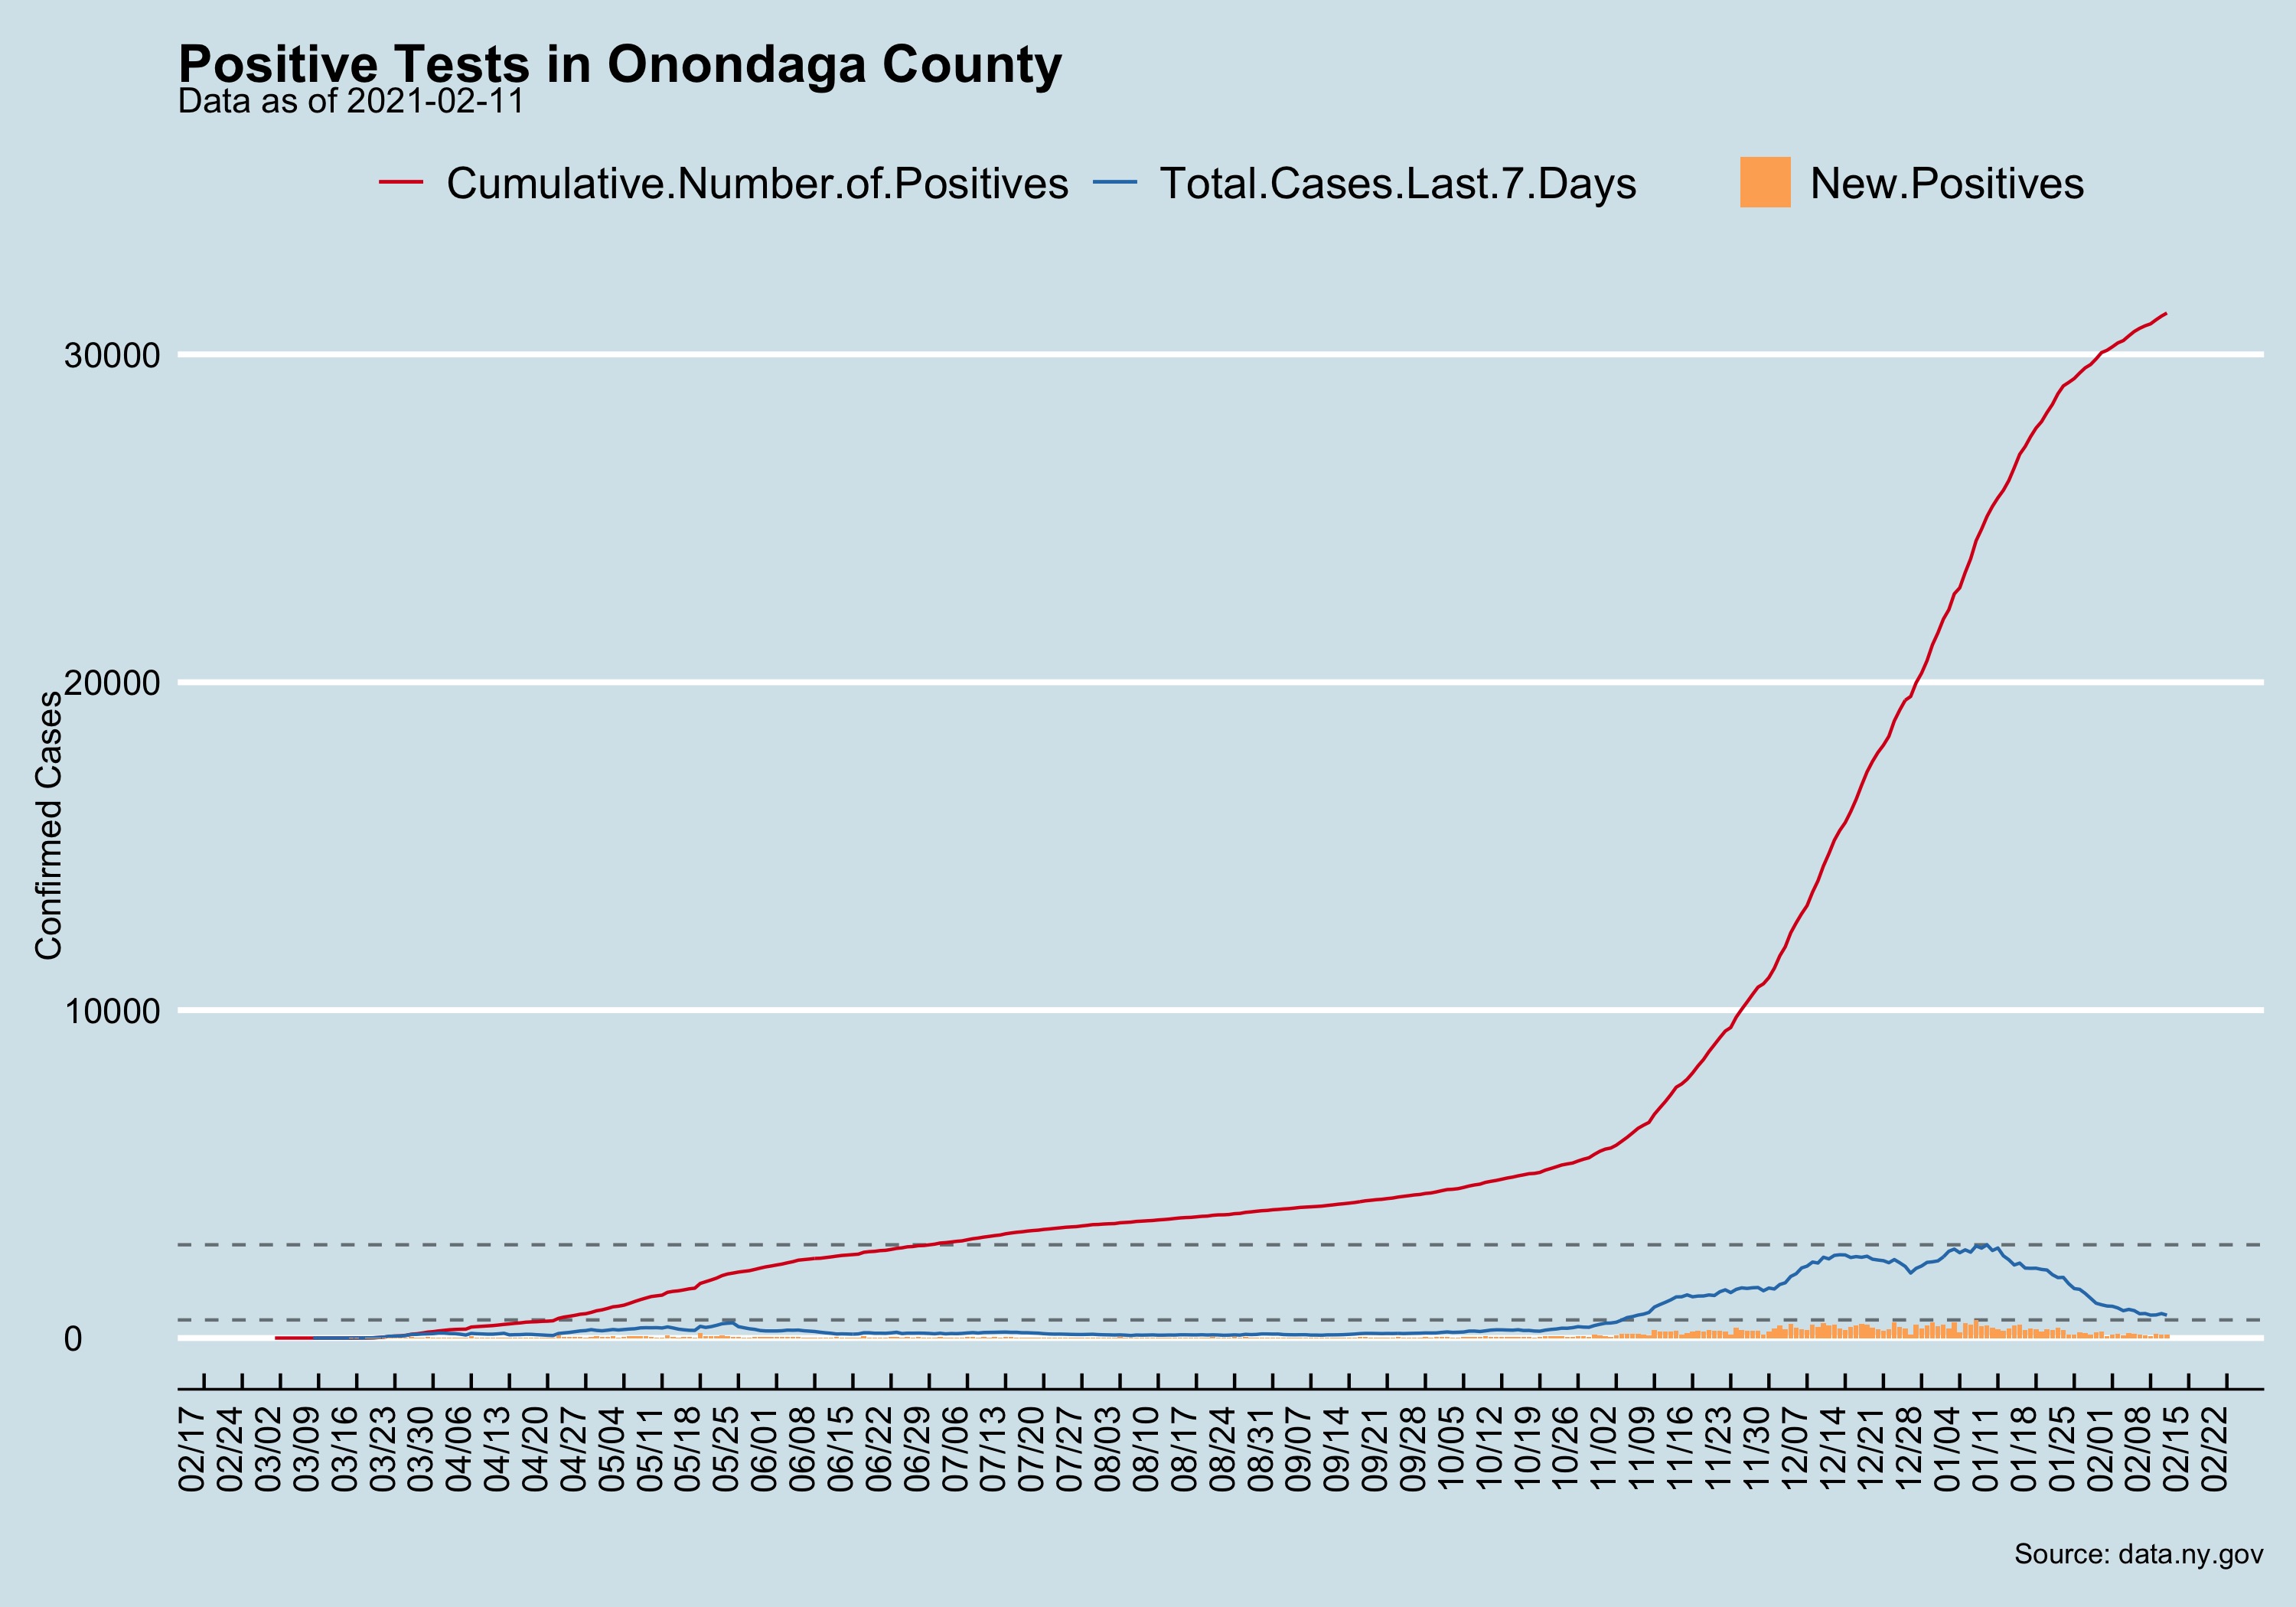 Positive Tests in Onondaga County
Data as of 2021-02-11
Cumulative.Number.of.Positives Total.Cases.Last.7.Days New.Positives
30000
20000
10000
0
Confirmed Cases
02/17 02/24 03/02 03/09 03/16 03/23 03/30 04/06 04/13 04/20 04/27 05/04 05/11 05/18 05/25 06/01 06/08 06/15 06/22 06/29 07/06 07/13 07/20 07/27 08/03 08/10 08/17 08/24 08/31 09/07 09/14 09/21 09/28 10/05 10/12 10/19 10/26 11/02 11/09 11/16 11/23 11/30 12/07 12/14 12/21 12/28 01/04 01/11 01/18 01/25 02/01 02/08 02/15 02/22
Source: data.ny.gov